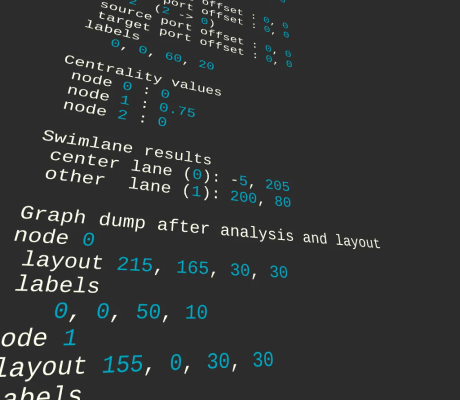 port offset : 0, 0
2 (2 -> 0)
source port offset : 0, 0
target port offset : 0, 0
labels
0, 0, 60, 20
Centrality values
node 0 : 0
node 1 : 0.75
node 2 : 0
Swimlane results
center lane (0): -5, 205
other lane (1): 200, 80
Graph dump after analysis and layout
node 0
layout 215, 165, 30, 30
labels
0, 0, 50, 10
ode 1
layout 155, 0, 30, 30
abels